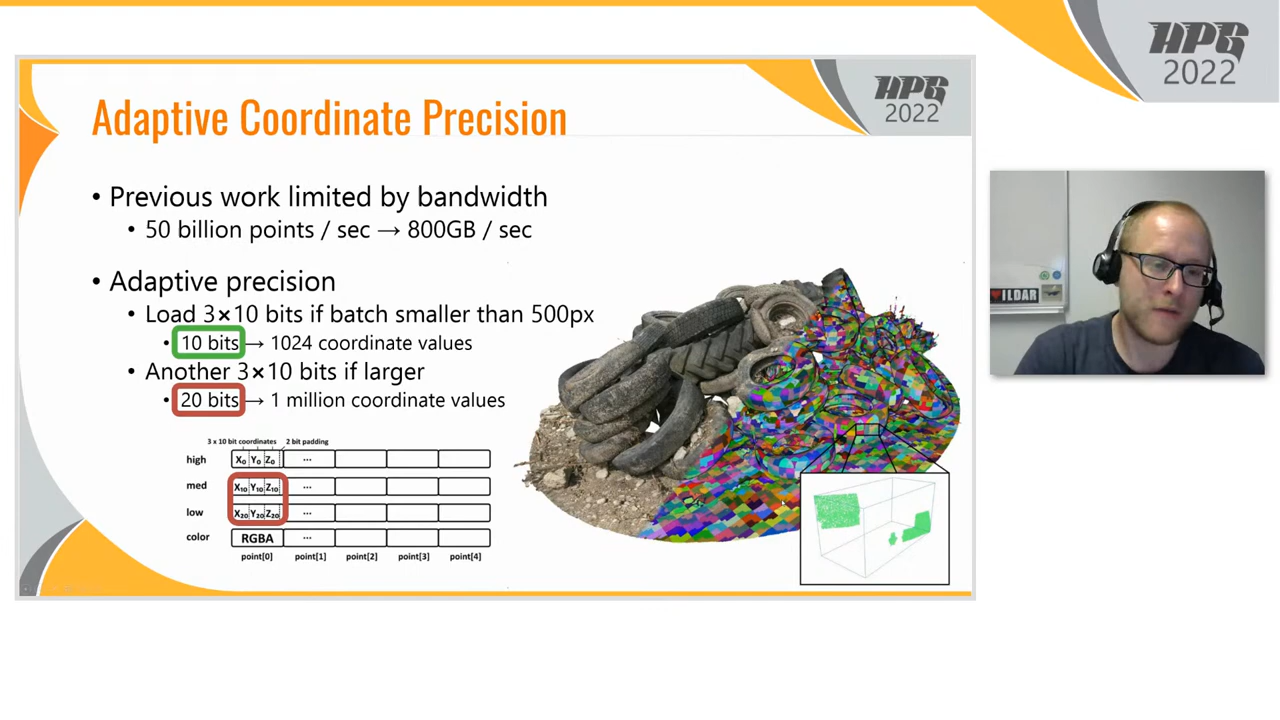 HPG
2022
HPG
2022
Adaptive Coordinate Precision
• Previous work limited by bandwidth
• 50 billion points / sec → 800GB / sec
• Adaptive precision
• Load 3×10 bits if batch smaller than 500px
• 10 bits → 1024 coordinate values
• Another 3×10 bits if larger
• 20 bits → 1 million coordinate values
3 x 10 bit coordinates 2 bit padding
high X₀ Y₀ Z₀ ...
med X₁₀ Y₁₀ Z₁₀ ...
low X₂₀ Y₂₀ Z₂₀ ...
color RGBA ...
point[0] point[1] point[2] point[3] point[4]
ILDAR